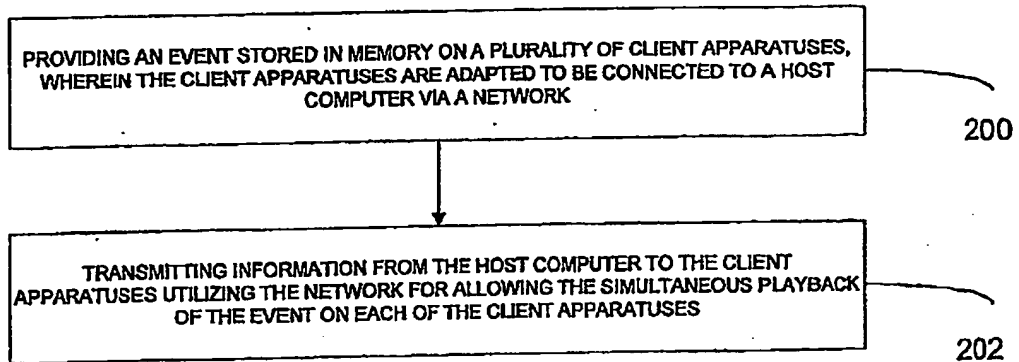 PROVIDING AN EVENT STORED IN MEMORY ON A PLURALITY OF CLIENT APPARATUSES,
WHEREIN THE CLIENT APPARATUSES ARE ADAPTED TO BE CONNECTED TO A HOST
COMPUTER VIA A NETWORK
200
TRANSMITTING INFORMATION FROM THE HOST COMPUTER TO THE CLIENT
APPARATUSES UTILIZING THE NETWORK FOR ALLOWING THE SIMULTANEOUS PLAYBACK
OF THE EVENT ON EACH OF THE CLIENT APPARATUSES
202